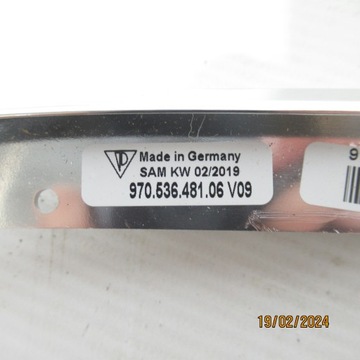 Made in Germany
SAM KW 02/2019
970.536.481.06 V09
9
19/02/2024